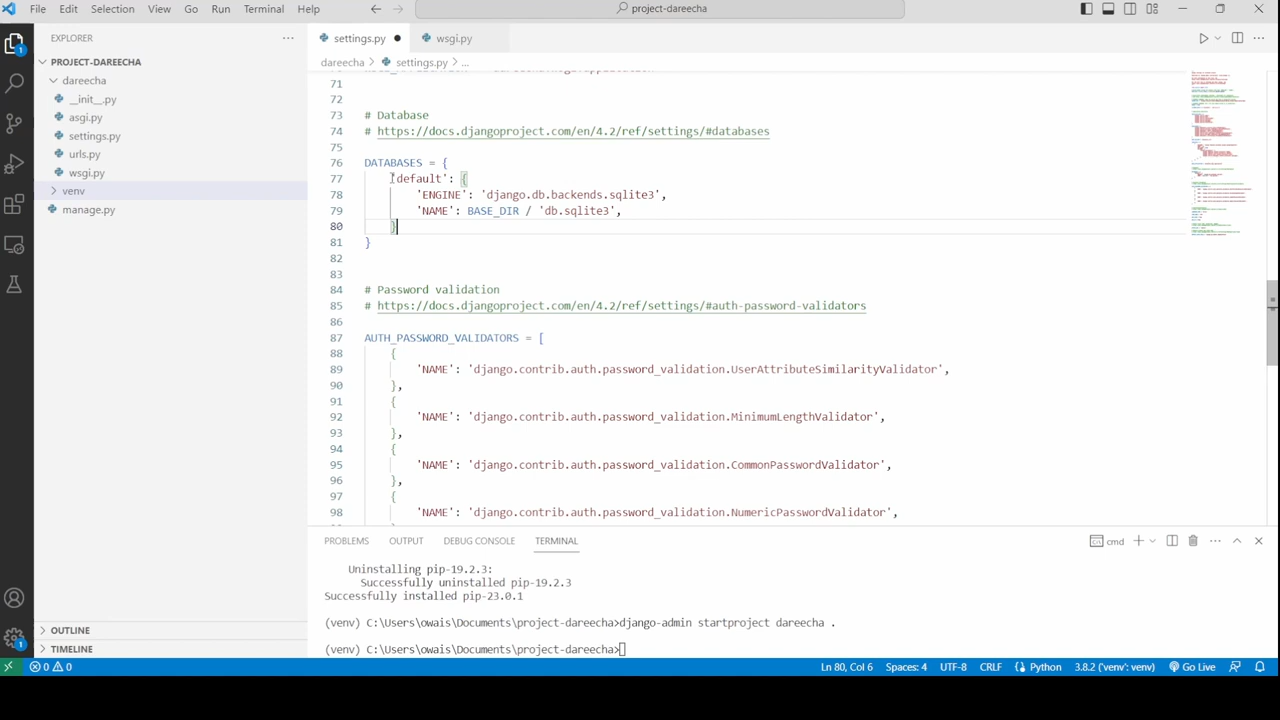 File Edit Selection View Go Run Terminal Help project-dareecha
EXPLORER
PROJECT-DAREECHA
dareecha
__init__.py
asgi.py
settings.py
urls.py
wsgi.py
venv
manage.py
OUTLINE
TIMELINE
1
1
settings.py wsgi.py
dareecha > settings.py > ...
71
72
73 # Database
74 # https://docs.djangoproject.com/en/4.2/ref/settings/#databases
75
76 DATABASES = {
77 'default': {
78 'ENGINE': 'django.db.backends.sqlite3',
79 'NAME': BASE_DIR / 'db.sqlite3',
80 }
81 }
82
83
84 # Password validation
85 # https://docs.djangoproject.com/en/4.2/ref/settings/#auth-password-validators
86
87 AUTH_PASSWORD_VALIDATORS = [
88 {
89 'NAME': 'django.contrib.auth.password_validation.UserAttributeSimilarityValidator',
90 },
91 {
92 'NAME': 'django.contrib.auth.password_validation.MinimumLengthValidator',
93 },
94 {
95 'NAME': 'django.contrib.auth.password_validation.CommonPasswordValidator',
96 },
97 {
98 'NAME': 'django.contrib.auth.password_validation.NumericPasswordValidator',
PROBLEMS OUTPUT DEBUG CONSOLE TERMINAL cmd
Uninstalling pip-19.2.3:
Successfully uninstalled pip-19.2.3
Successfully installed pip-23.0.1
(venv) C:\Users\owais\Documents\project-dareecha>django-admin startproject dareecha .
(venv) C:\Users\owais\Documents\project-dareecha>
0 0 Ln 80, Col 6 Spaces: 4 UTF-8 CRLF Python 3.8.2 ('venv': venv) Go Live